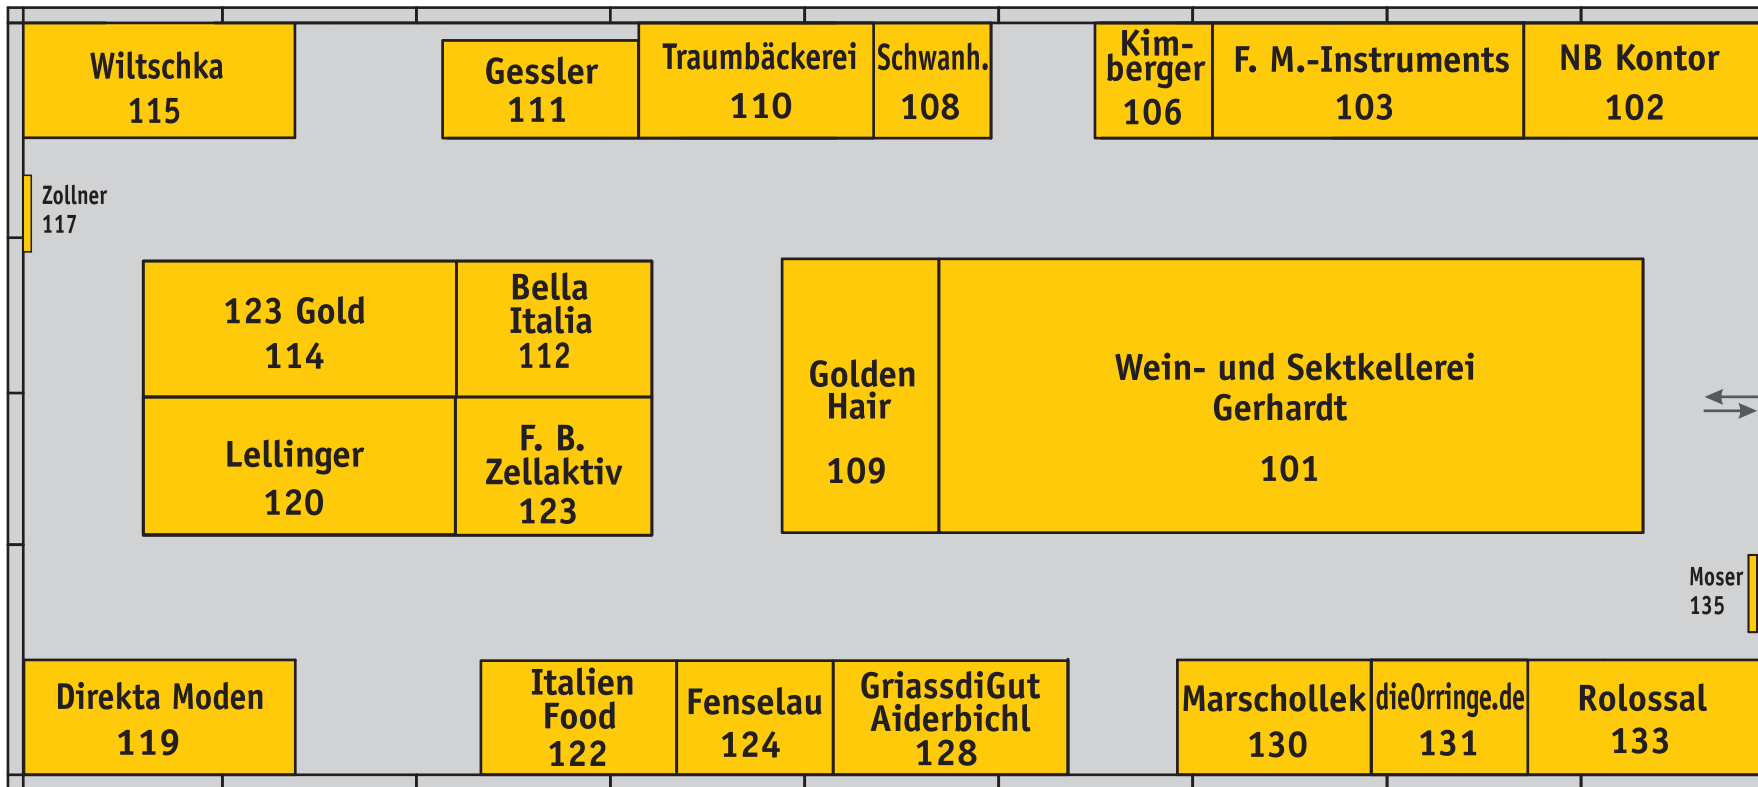 Wiltschka
115
Gessler
111
Traumbäckerei
110
Schwanh.
108
Kim-
berger
106
F. M.-Instruments
103
NB Kontor
102
Zollner
117
123 Gold
114
Bella
Italia
112
Lellinger
120
F. B.
Zellaktiv
123
Golden
Hair
109
Wein- und Sektkellerei
Gerhardt
101
Moser
135
Direkta Moden
119
Italien
Food
122
Fenselau
124
GriassdiGut
Aiderbichl
128
Marschollek
130
dieOrringe.de
131
Rolossal
133